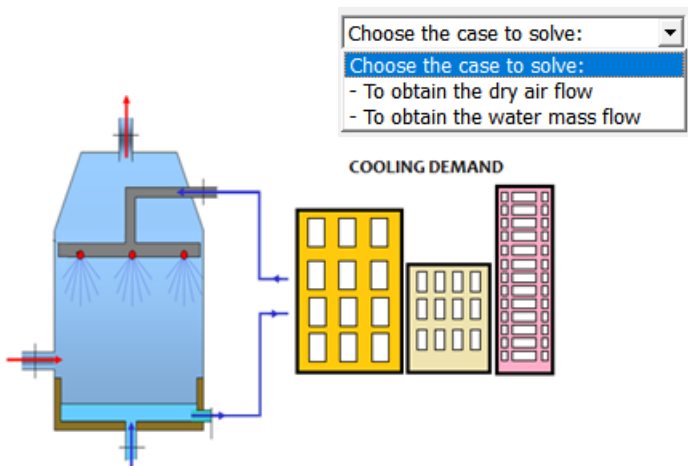 Choose the case to solve:
Choose the case to solve:
- To obtain the dry air flow
- To obtain the water mass flow
COOLING DEMAND